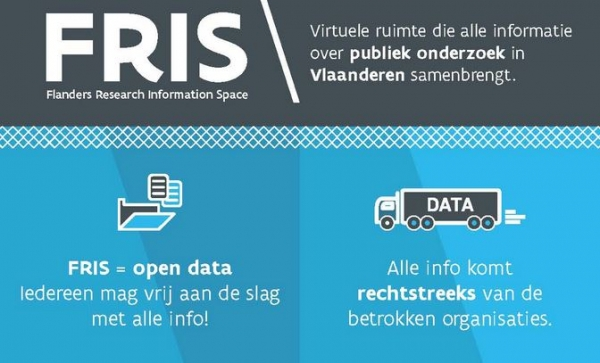 FRIS
Flanders Research Information Space
Virtuele ruimte die alle informatie
over publiek onderzoek in
Vlaanderen samenbrengt.
FRIS = open data
Iedereen mag vrij aan de slag
met alle info!
DATA
Alle info komt
rechtstreeks van de
betrokken organisaties.